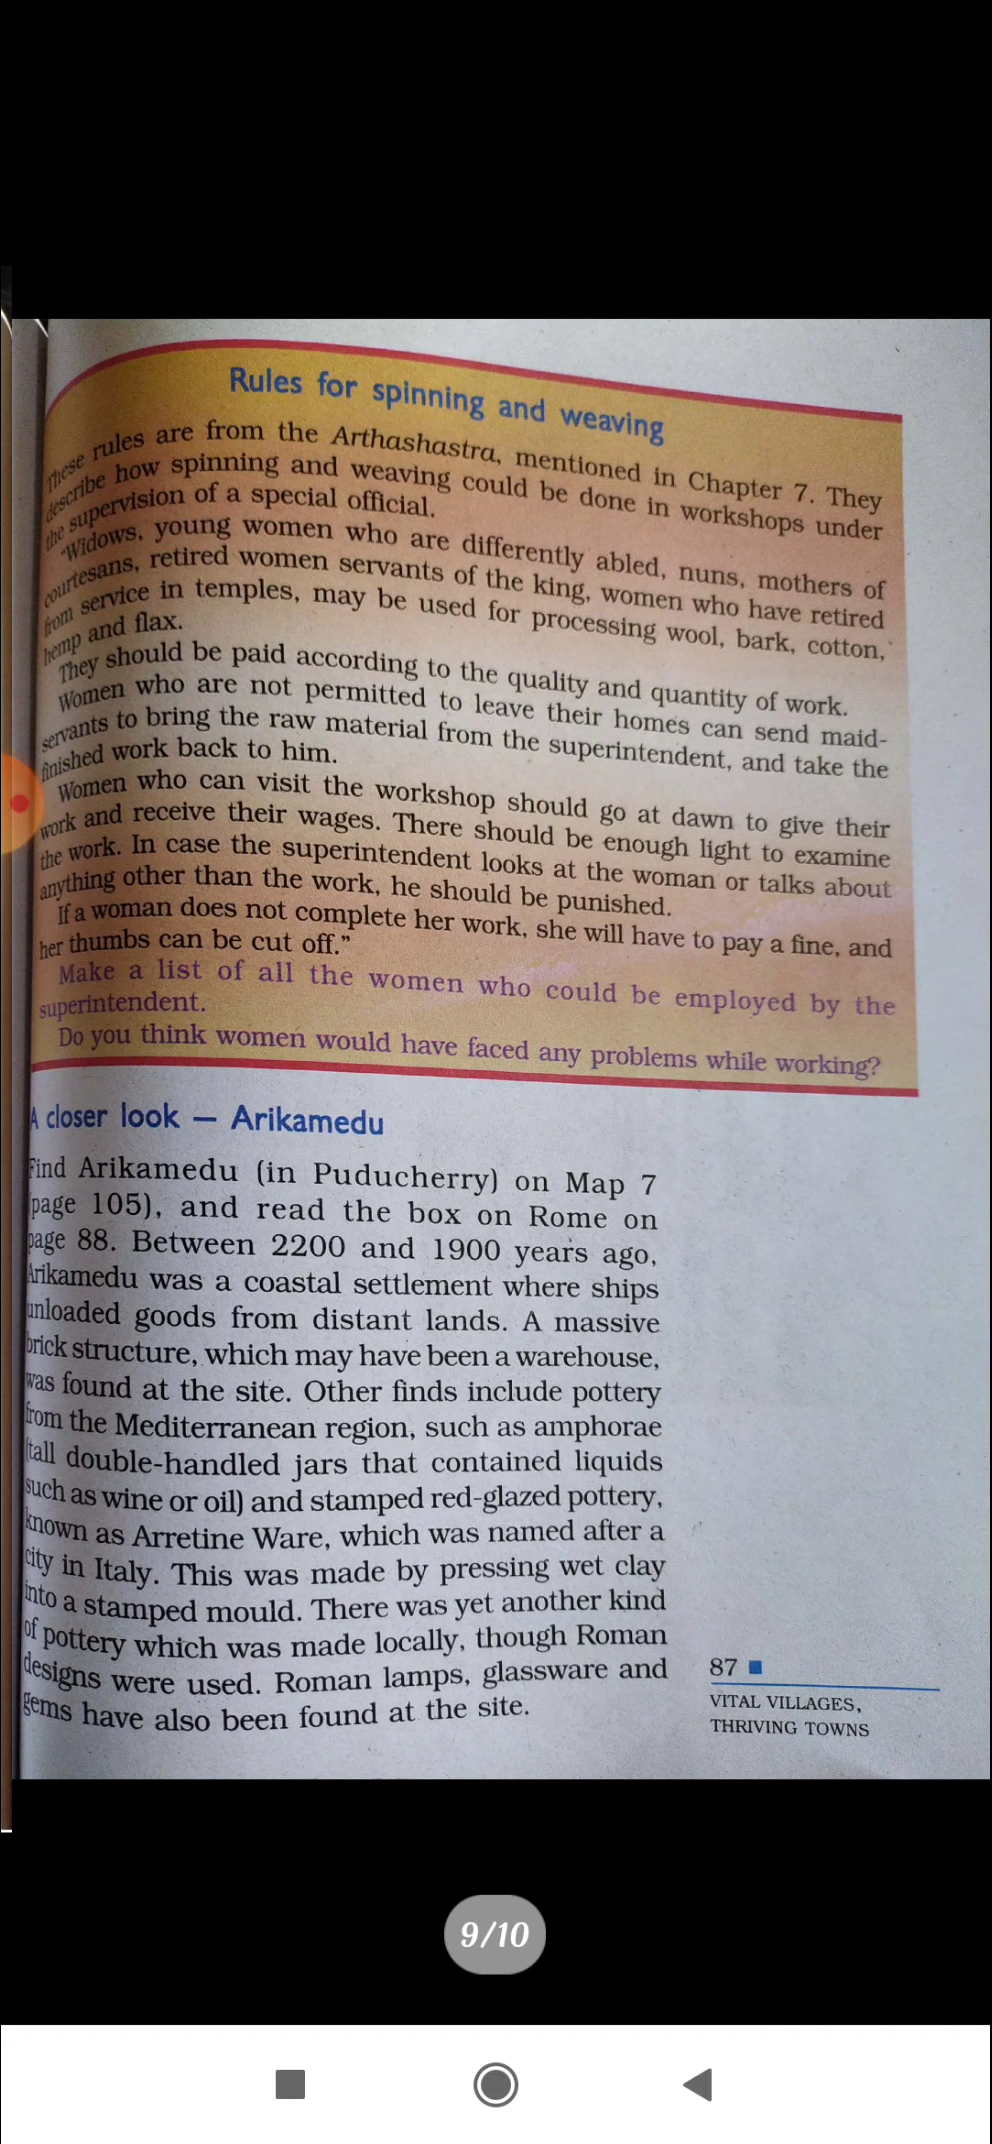 Rules for spinning and weaving
These rules are from the Arthashastra, mentioned in Chapter 7. They
describe how spinning and weaving could be done in workshops under
the supervision of a special official.
"Widows, young women who are differently abled, nuns, mothers of
courtesans, retired women servants of the king, women who have retired
from service in temples, may be used for processing wool, bark, cotton,
hemp and flax.
They should be paid according to the quality and quantity of work.
Women who are not permitted to leave their homes can send maid-
servants to bring the raw material from the superintendent, and take the
finished work back to him.
Women who can visit the workshop should go at dawn to give their
work and receive their wages. There should be enough light to examine
the work. In case the superintendent looks at the woman or talks about
anything other than the work, he should be punished.
If a woman does not complete her work, she will have to pay a fine, and
her thumbs can be cut off."
Make a list of all the women who could be employed by the
superintendent.
Do you think women would have faced any problems while working?
A closer look — Arikamedu
Find Arikamedu (in Puducherry) on Map 7
(page 105), and read the box on Rome on
page 88. Between 2200 and 1900 years ago,
Arikamedu was a coastal settlement where ships
unloaded goods from distant lands. A massive
brick structure, which may have been a warehouse,
was found at the site. Other finds include pottery
from the Mediterranean region, such as amphorae
(tall double-handled jars that contained liquids
such as wine or oil) and stamped red-glazed pottery,
known as Arretine Ware, which was named after a
city in Italy. This was made by pressing wet clay
into a stamped mould. There was yet another kind
of pottery which was made locally, though Roman
designs were used. Roman lamps, glassware and
gems have also been found at the site.
87
VITAL VILLAGES,
THRIVING TOWNS
9/10